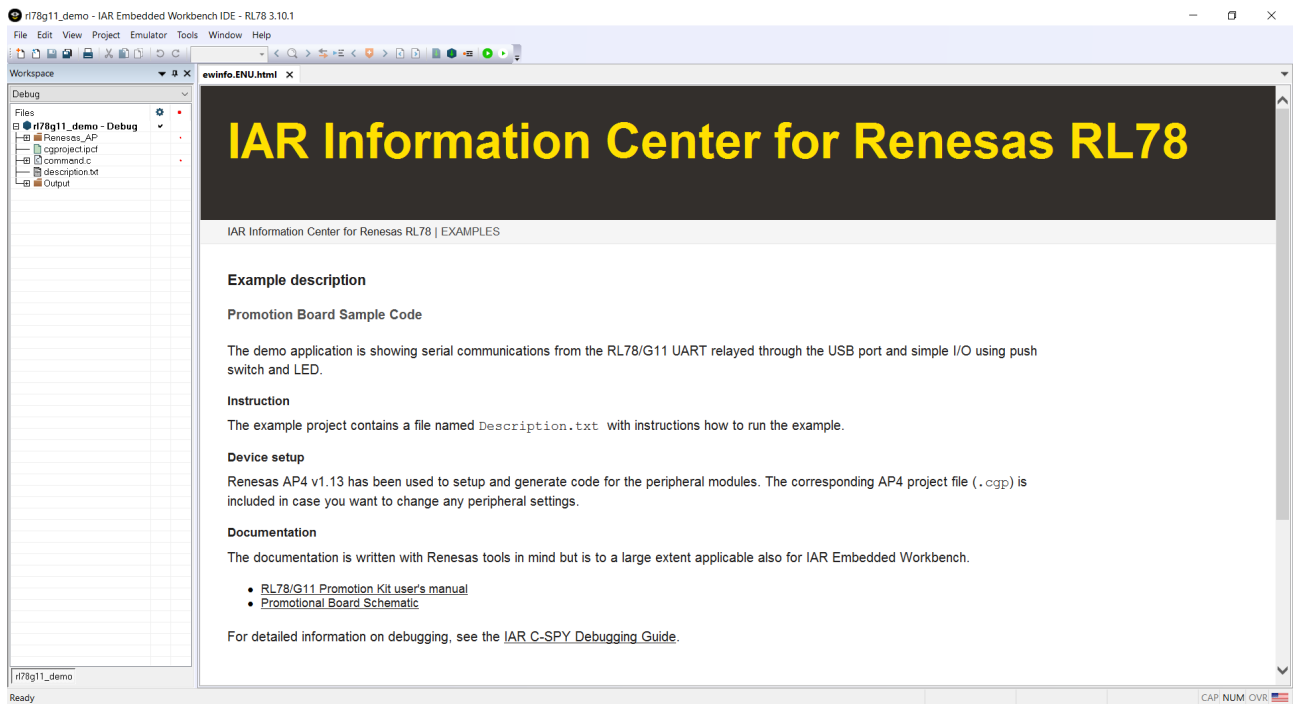 rl78g11_demo - IAR Embedded Workbench IDE - RL78 3.10.1
File Edit View Project Emulator Tools Window Help
Workspace
ewinfo.ENU.html
Debug
Files
rl78g11_demo - Debug
Renesas_AP
cgproject.ipcf
command.c
description.txt
Output
IAR Information Center for Renesas RL78
IAR Information Center for Renesas RL78 | EXAMPLES
Example description
Promotion Board Sample Code
The demo application is showing serial communications from the RL78/G11 UART relayed through the USB port and simple I/O using push
switch and LED.
Instruction
The example project contains a file named Description.txt with instructions how to run the example.
Device setup
Renesas AP4 v1.13 has been used to setup and generate code for the peripheral modules. The corresponding AP4 project file (.cgp) is
included in case you want to change any peripheral settings.
Documentation
The documentation is written with Renesas tools in mind but is to a large extent applicable also for IAR Embedded Workbench.
• RL78/G11 Promotion Kit user's manual
• Promotional Board Schematic
For detailed information on debugging, see the IAR C-SPY Debugging Guide.
rl78g11_demo
Ready
CAP NUM OVR